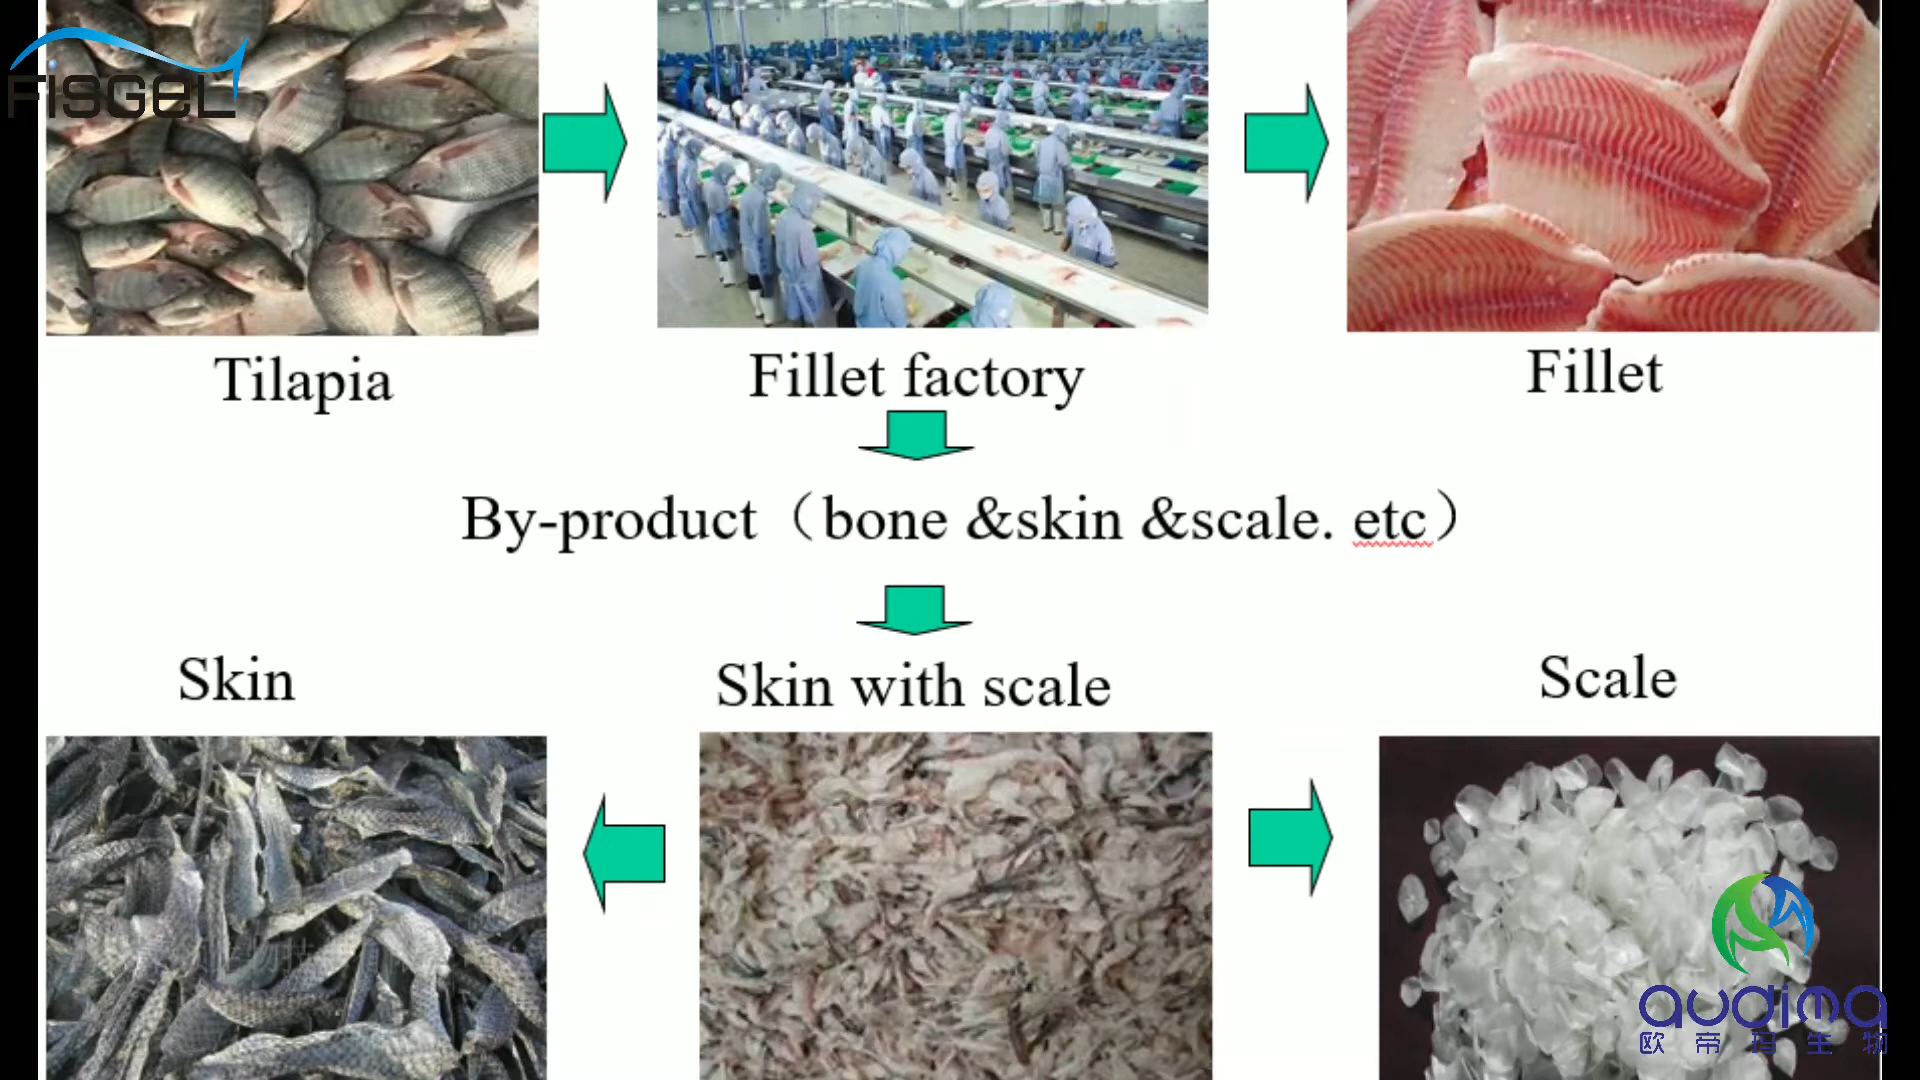 FISGEL
Tilapia
Fillet factory
Fillet
By-product（bone &skin &scale. etc）
Skin
Skin with scale
Scale
audima
欧帝玛生物